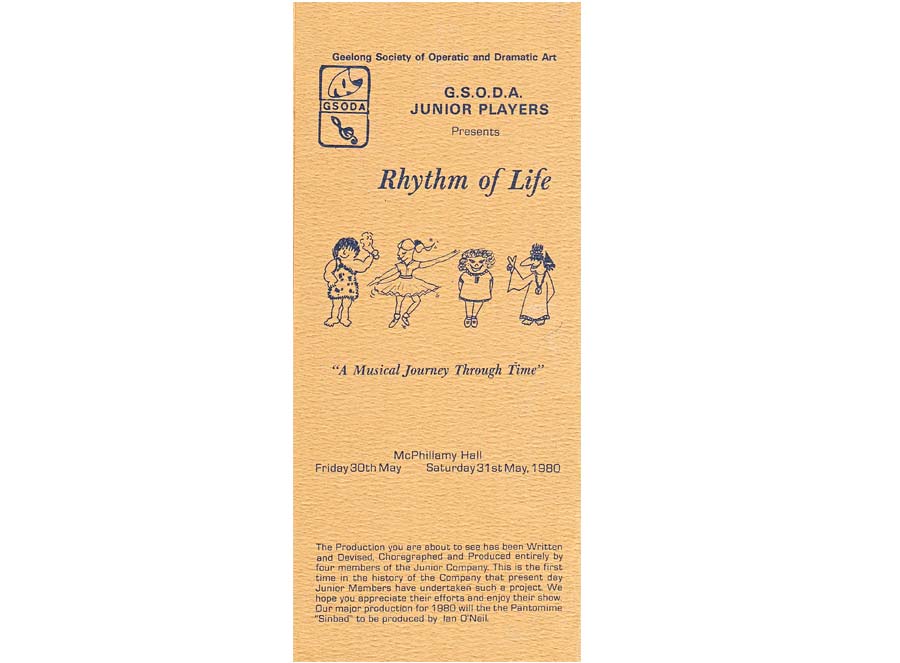 Geelong Society of Operatic and Dramatic Art
GSODA
G.S.O.D.A.
JUNIOR PLAYERS
Presents
Rhythm of Life
"A Musical Journey Through Time"
McPhillamy Hall
Friday 30th May Saturday 31st May, 1980
The Production you are about to see has been Written
and Devised, Choregraphed and Produced entirely by
four members of the Junior Company. This is the first
time in the history of the Company that present day
Junior Members have undertaken such a project. We
hope you appreciate their efforts and enjoy their show.
Our major production for 1980 will the the Pantomime
"Sinbad" to be produced by Ian O'Neil.